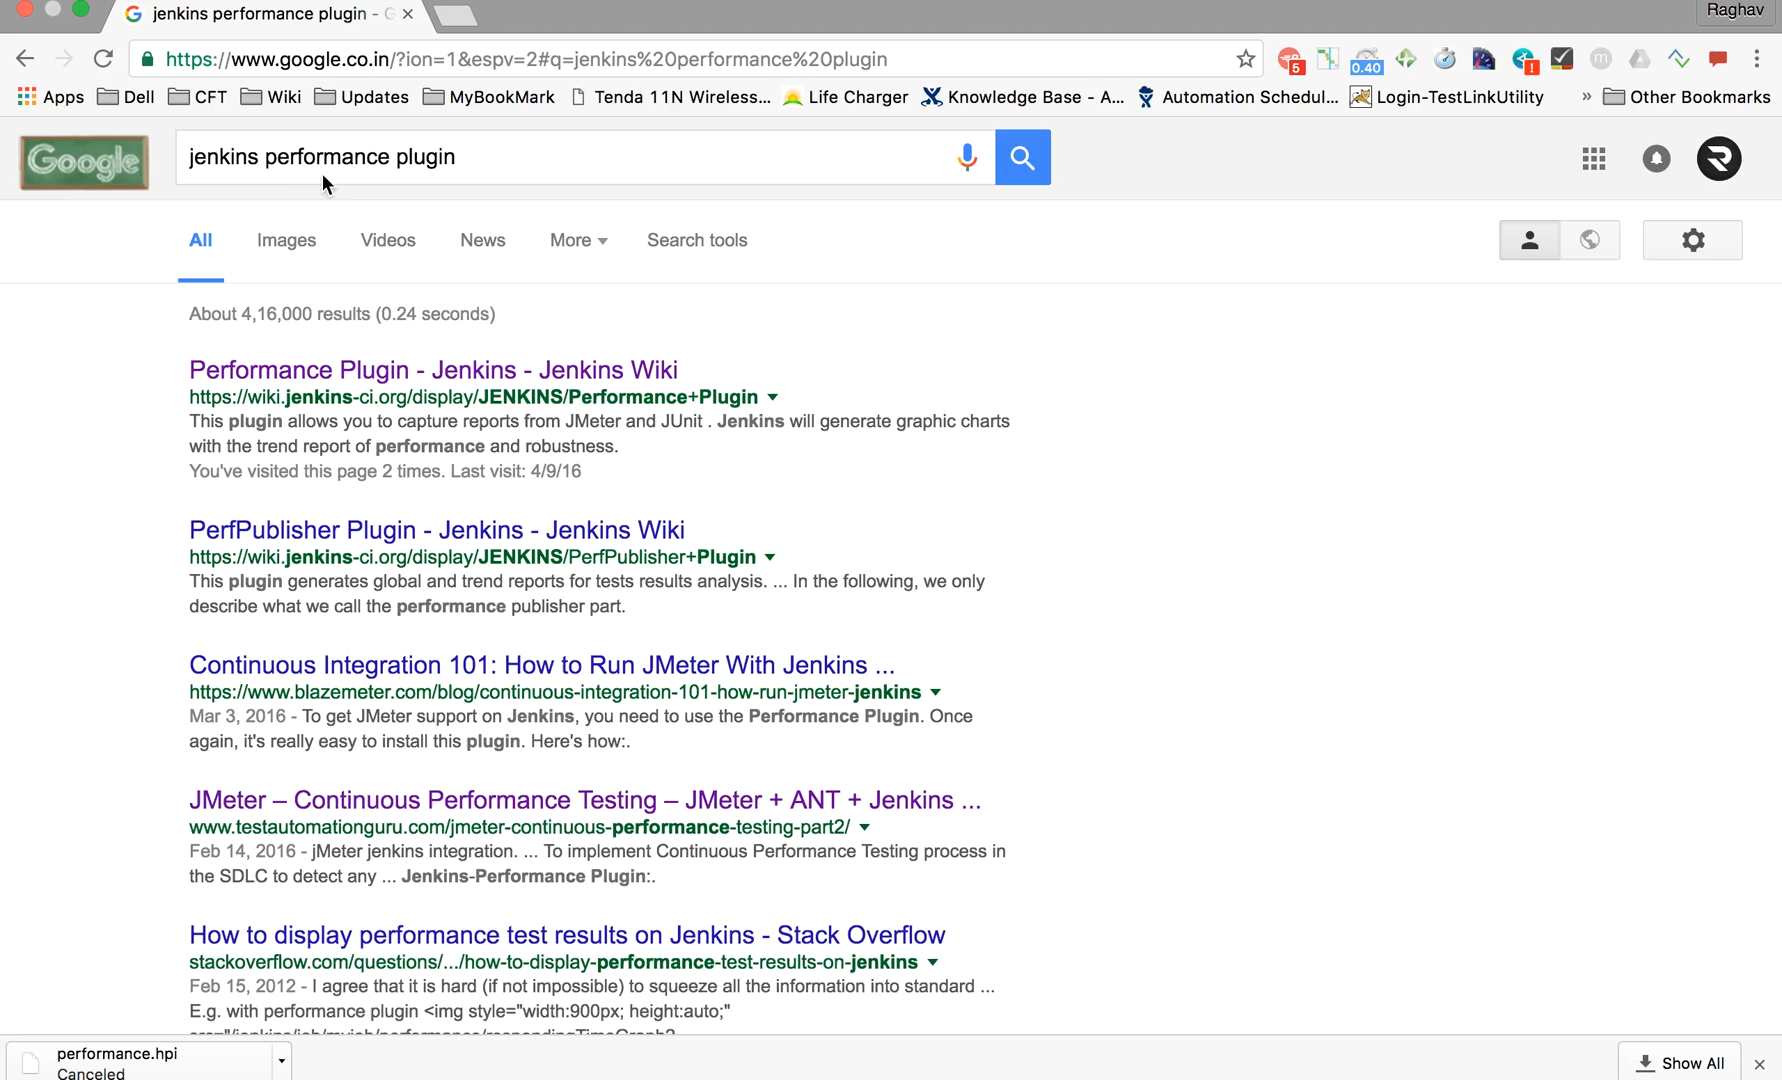 jenkins performance plugin - G
Raghav
https://www.google.co.in/?ion=1&espv=2#q=jenkins%20performance%20plugin
5
0.40
Apps Dell CFT Wiki Updates MyBookMark Tenda 11N Wireless... Life Charger Knowledge Base - A... Automation Schedul... Login-TestLinkUtility » Other Bookmarks
Google
jenkins performance plugin
All Images Videos News More Search tools
About 4,16,000 results (0.24 seconds)
Performance Plugin - Jenkins - Jenkins Wiki
https://wiki.jenkins-ci.org/display/JENKINS/Performance+Plugin
This plugin allows you to capture reports from JMeter and JUnit . Jenkins will generate graphic charts
with the trend report of performance and robustness.
You've visited this page 2 times. Last visit: 4/9/16
PerfPublisher Plugin - Jenkins - Jenkins Wiki
https://wiki.jenkins-ci.org/display/JENKINS/PerfPublisher+Plugin
This plugin generates global and trend reports for tests results analysis. ... In the following, we only
describe what we call the performance publisher part.
Continuous Integration 101: How to Run JMeter With Jenkins ...
https://www.blazemeter.com/blog/continuous-integration-101-how-run-jmeter-jenkins
Mar 3, 2016 - To get JMeter support on Jenkins, you need to use the Performance Plugin. Once
again, it's really easy to install this plugin. Here's how:.
JMeter – Continuous Performance Testing – JMeter + ANT + Jenkins ...
www.testautomationguru.com/jmeter-continuous-performance-testing-part2/
Feb 14, 2016 - jMeter jenkins integration. ... To implement Continuous Performance Testing process in
the SDLC to detect any ... Jenkins-Performance Plugin:.
How to display performance test results on Jenkins - Stack Overflow
stackoverflow.com/questions/.../how-to-display-performance-test-results-on-jenkins
Feb 15, 2012 - I agree that it is hard (if not impossible) to squeeze all the information into standard ...
E.g. with performance plugin <img style="width:900px; height:auto;"
performance.hpi
Canceled
Show All